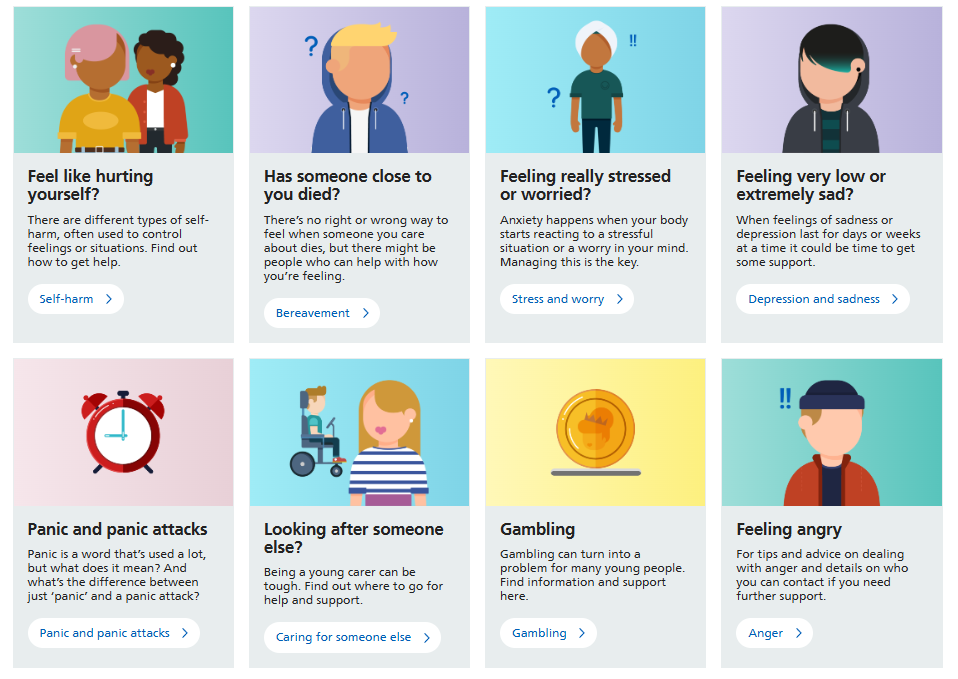 ?
?
?
!!
Feel like hurting
yourself?
There are different types of self-
harm, often used to control
feelings or situations. Find out
how to get help.
Self-harm
Has someone close to
you died?
There's no right or wrong way to
feel when someone you care
about dies, but there might be
people who can help with how
you're feeling.
Bereavement
Feeling really stressed
or worried?
Anxiety happens when your body
starts reacting to a stressful
situation or a worry in your mind.
Managing this is the key.
Stress and worry
Feeling very low or
extremely sad?
When feelings of sadness or
depression last for days or weeks
at a time it could be time to get
some support.
Depression and sadness
!!
Panic and panic attacks
Panic is a word that's used a lot,
but what does it mean? And
what's the difference between
just 'panic' and a panic attack?
Panic and panic attacks
Looking after someone
else?
Being a young carer can be
tough. Find out where to go for
help and support.
Caring for someone else
Gambling
Gambling can turn into a
problem for many young people.
Find information and support
here.
Gambling
Feeling angry
For tips and advice on dealing
with anger and details on who
you can contact if you need
further support.
Anger